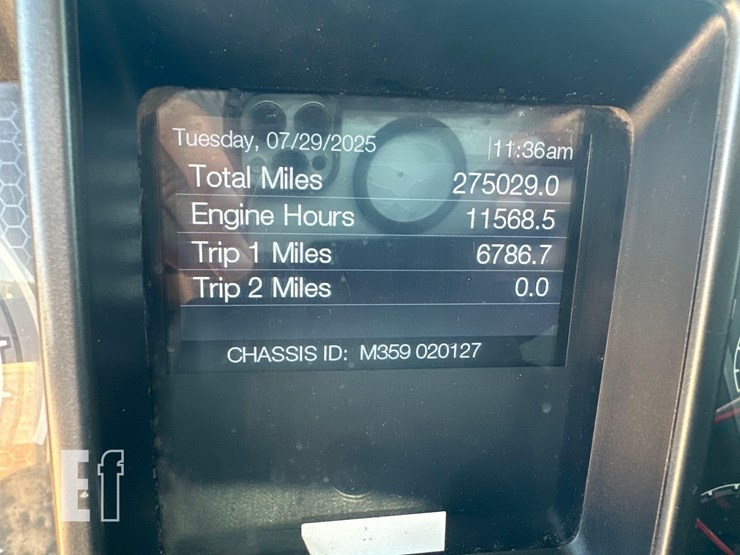 Tuesday, 07/29/2025 11:36am
Total Miles 275029.0
Engine Hours 11568.5
Trip 1 Miles 6786.7
Trip 2 Miles 0.0
CHASSIS ID: M359 020127
Ef